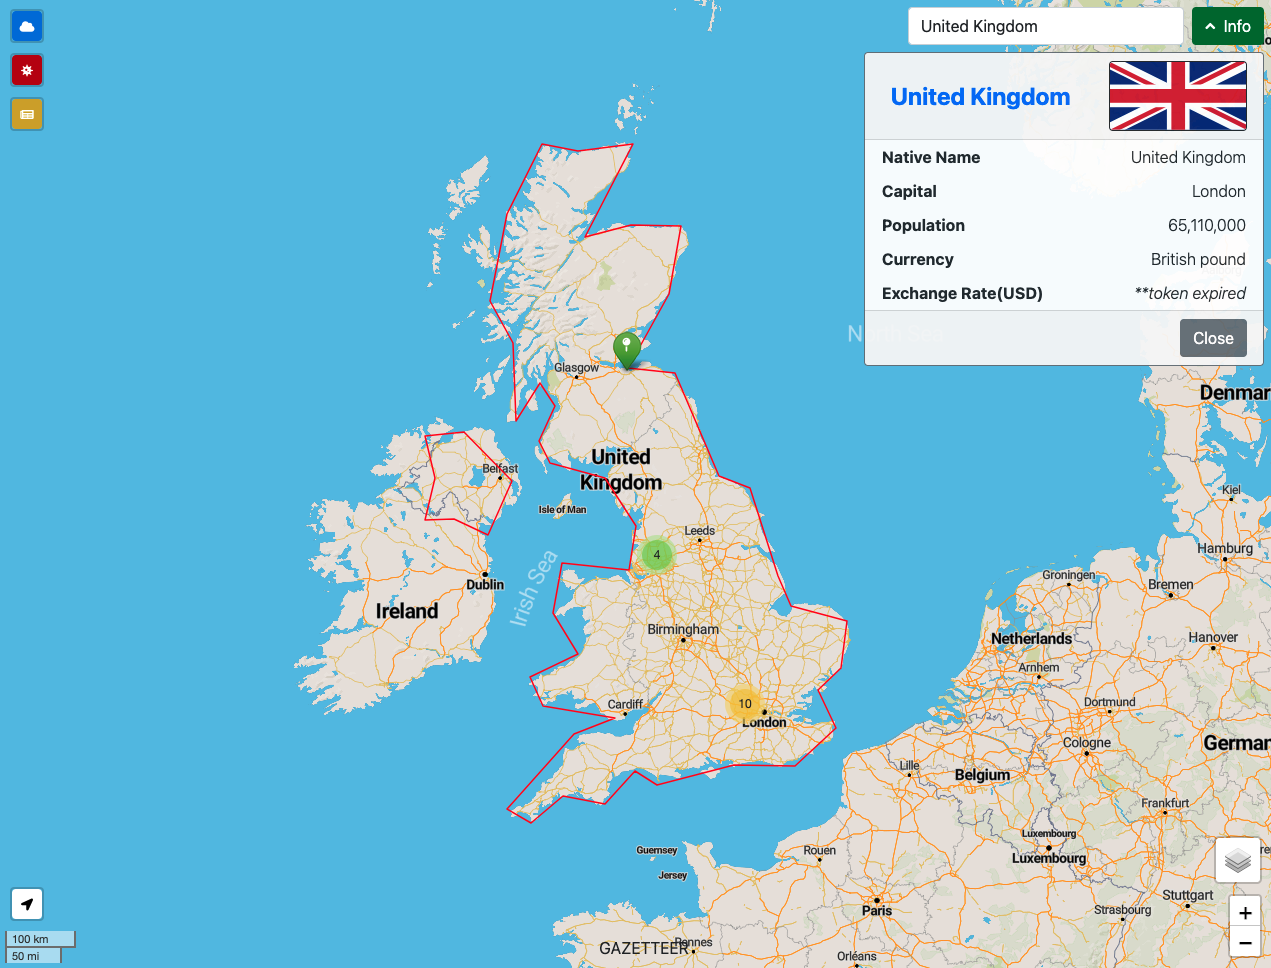 United Kingdom
Info
United Kingdom
Native Name United Kingdom
Capital London
Population 65,110,000
Currency British pound
Exchange Rate(USD) **token expired
Close
Glasgow
Denmar
United
Kingdom
Belfast
Isle of Man
Kiel
Leeds
4
Hamburg
Irish Sea
Dublin
Groningen
Bremen
Ireland
Birmingham
Netherlands
Hanover
Arnhem
Cardiff
10
London
Dortmund
Cologne
German
Lille
Belgium
Frankfurt
Luxembourg
Luxembourg
Guernsey
Rouen
Jersey
Stuttgart
Paris
Strasbourg
+
100 km
GAZETTEER
Rennes
−
50 mi
Orléans